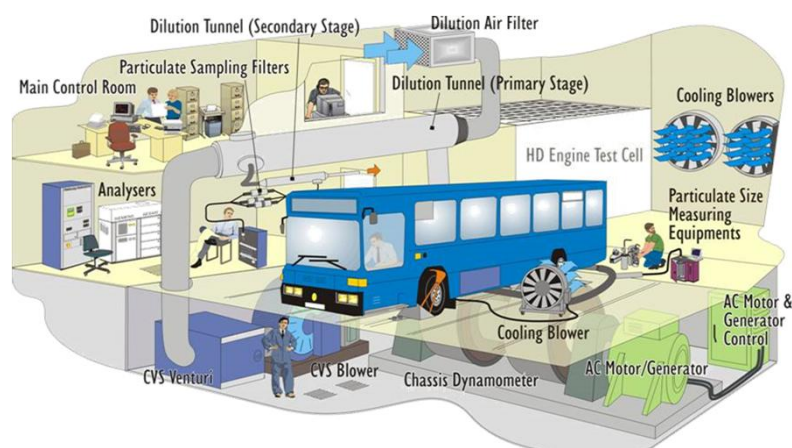 Dilution Tunnel (Secondary Stage)
Dilution Air Filter
Particulate Sampling Filters
Main Control Room
Dilution Tunnel (Primary Stage)
Cooling Blowers
HD Engine Test Cell
Analysers
Particulate Size
Measuring
Equipments
AC Motor &
Generator
Control
Cooling Blower
CVS Venturi
CVS Blower
Chassis Dynamometer
AC Motor/Generator